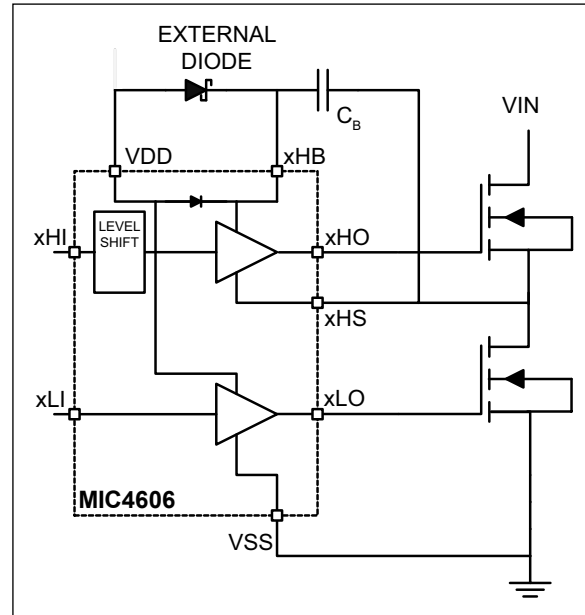 EXTERNAL
DIODE
C_B
VIN
VDD
xHB
xHI
LEVEL
SHIFT
xHO
xHS
xLI
xLO
MIC4606
VSS